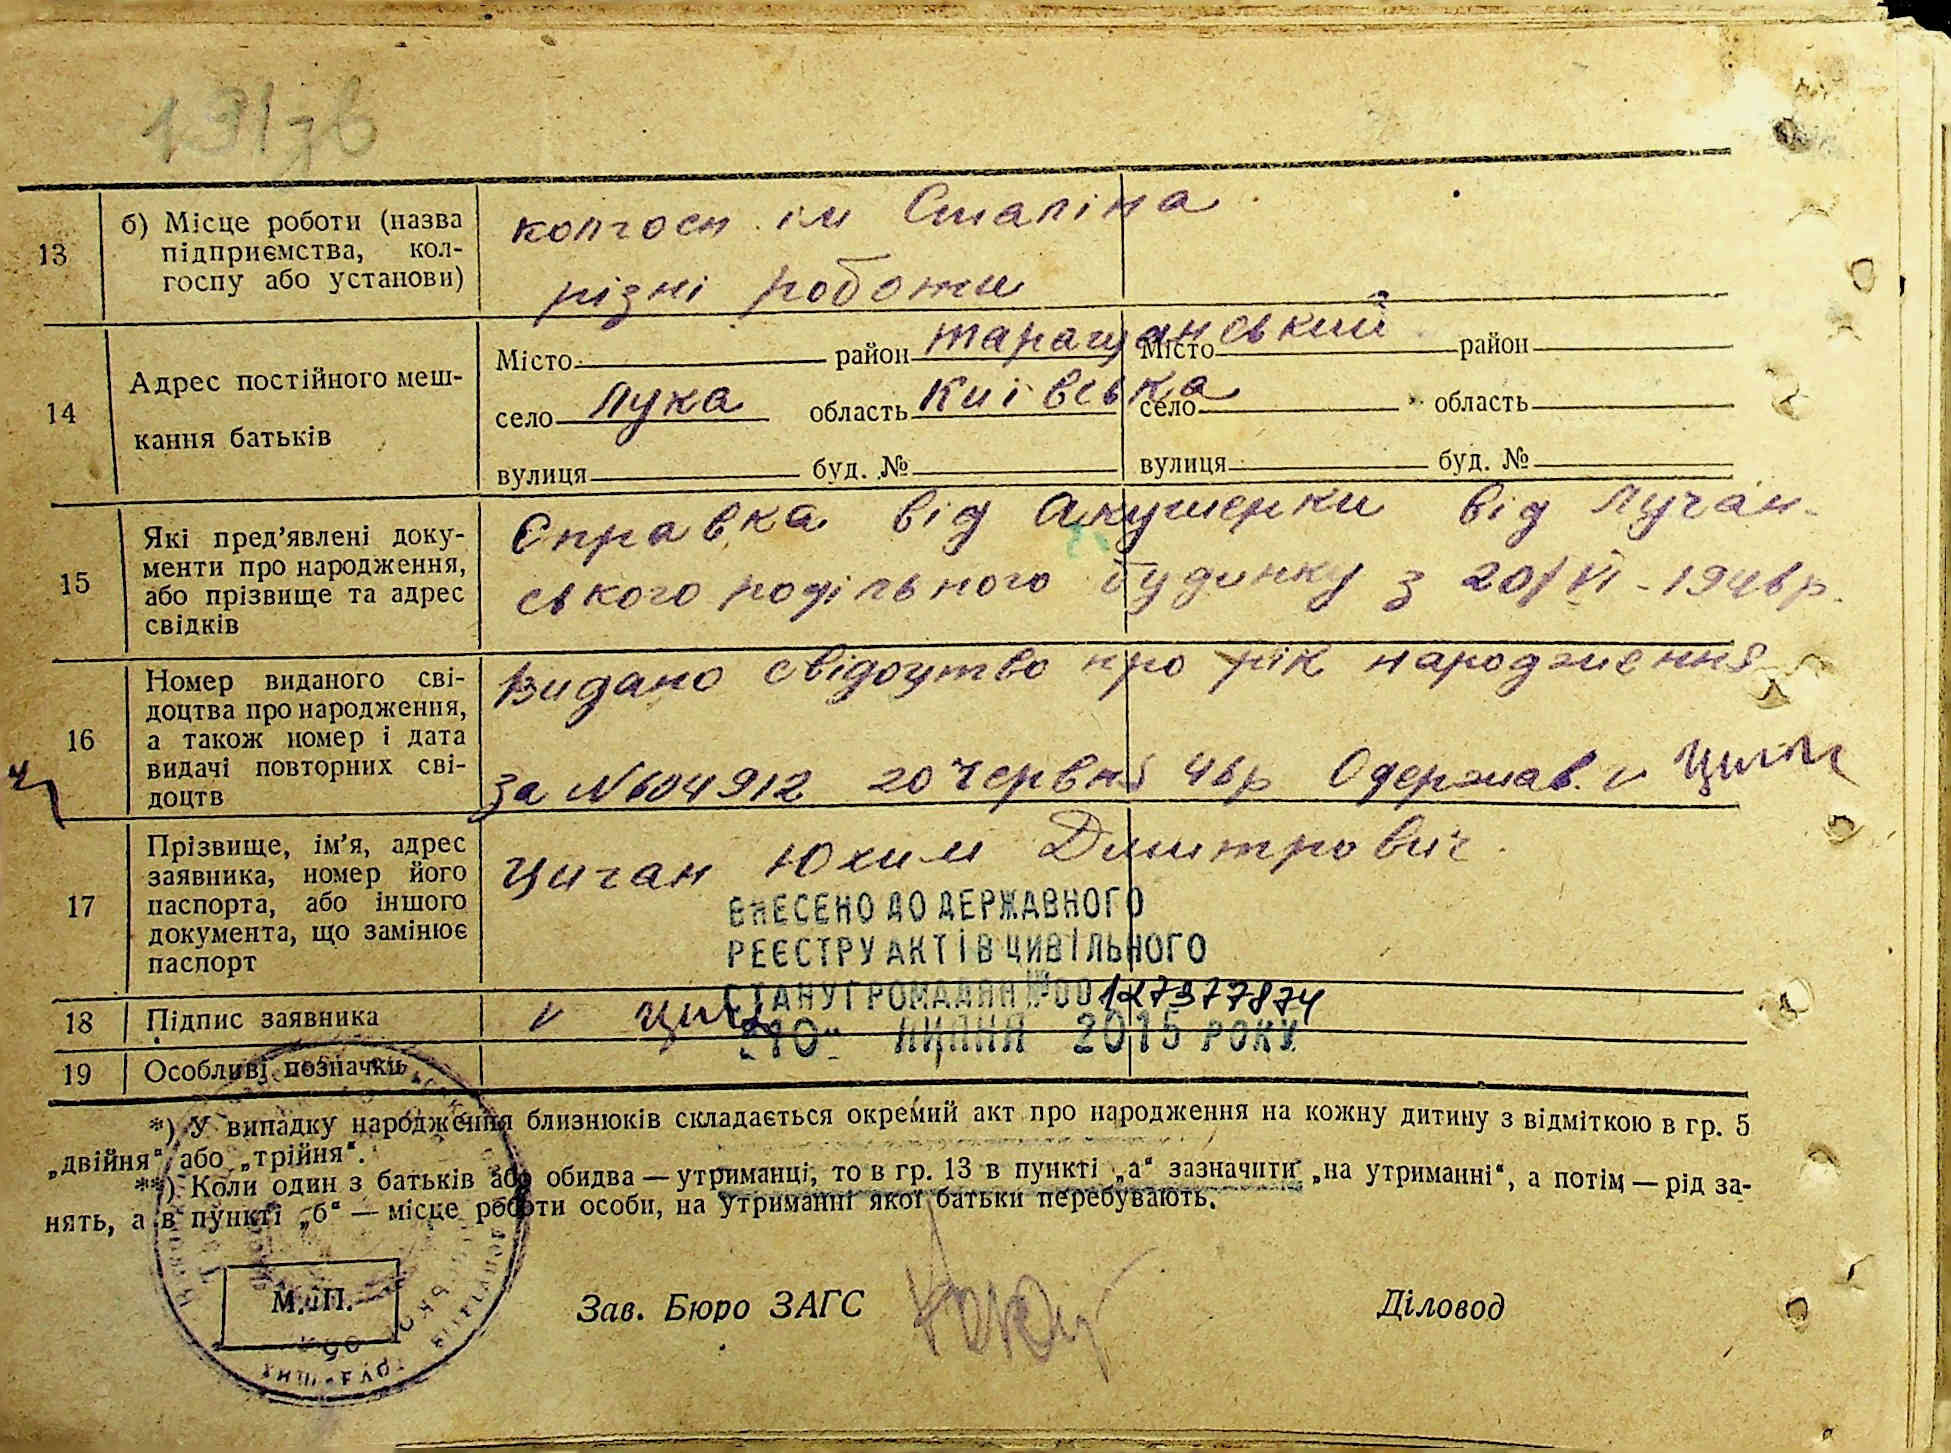 131зв
13
б) Місце роботи (назва
підприємства, кол-
госпу або установи)
колгосп ім Сталіна
різні роботи
14
Адрес постійного меш-
кання батьків
Місто район Таращанський Місто район
село Лука область Київська село область
вулиця буд. № вулиця буд. №
15
Які пред'явлені доку-
менти про народження,
або прізвище та адрес
свідків
Справка від Акушерки від Лучан-
ського родільного будинку з 20/VI-1946р.
16
Номер виданого сві-
доцтва про народження,
а також номер і дата
видачі повторних сві-
доцтв
Видано свідоцтво про рік народження
за №604912 20 Червня 46р Одержав. v
17
Прізвище, ім'я, адрес
заявника, номер його
паспорта, або іншого
документа, що замінює
паспорт
Циган Юхим Дмитрович.
ВНЕСЕНО ДО ДЕРЖАВНОГО
РЕЄСТРУ АКТІВ ЦИВІЛЬНОГО
СТАНУ ГРОМАДЯН №00127377874
"10" ЛИПНЯ 2015 РОКУ
18
Підпис заявника
v
19
Особливі позначки
*) У випадку народження близнюків складається окремий акт про народження на кожну дитину з відміткою в гр. 5
„двійня“ або „трійня“.
**) Коли один з батьків або обидва — утриманці, то в гр. 13 в пункті „а“ зазначити „на утриманні“, а потім — рід за-
нять, а в пункті „б“ — місце роботи особи, на утриманні якої батьки перебувають.
М. П.
Зав. Бюро ЗАГС
Діловод